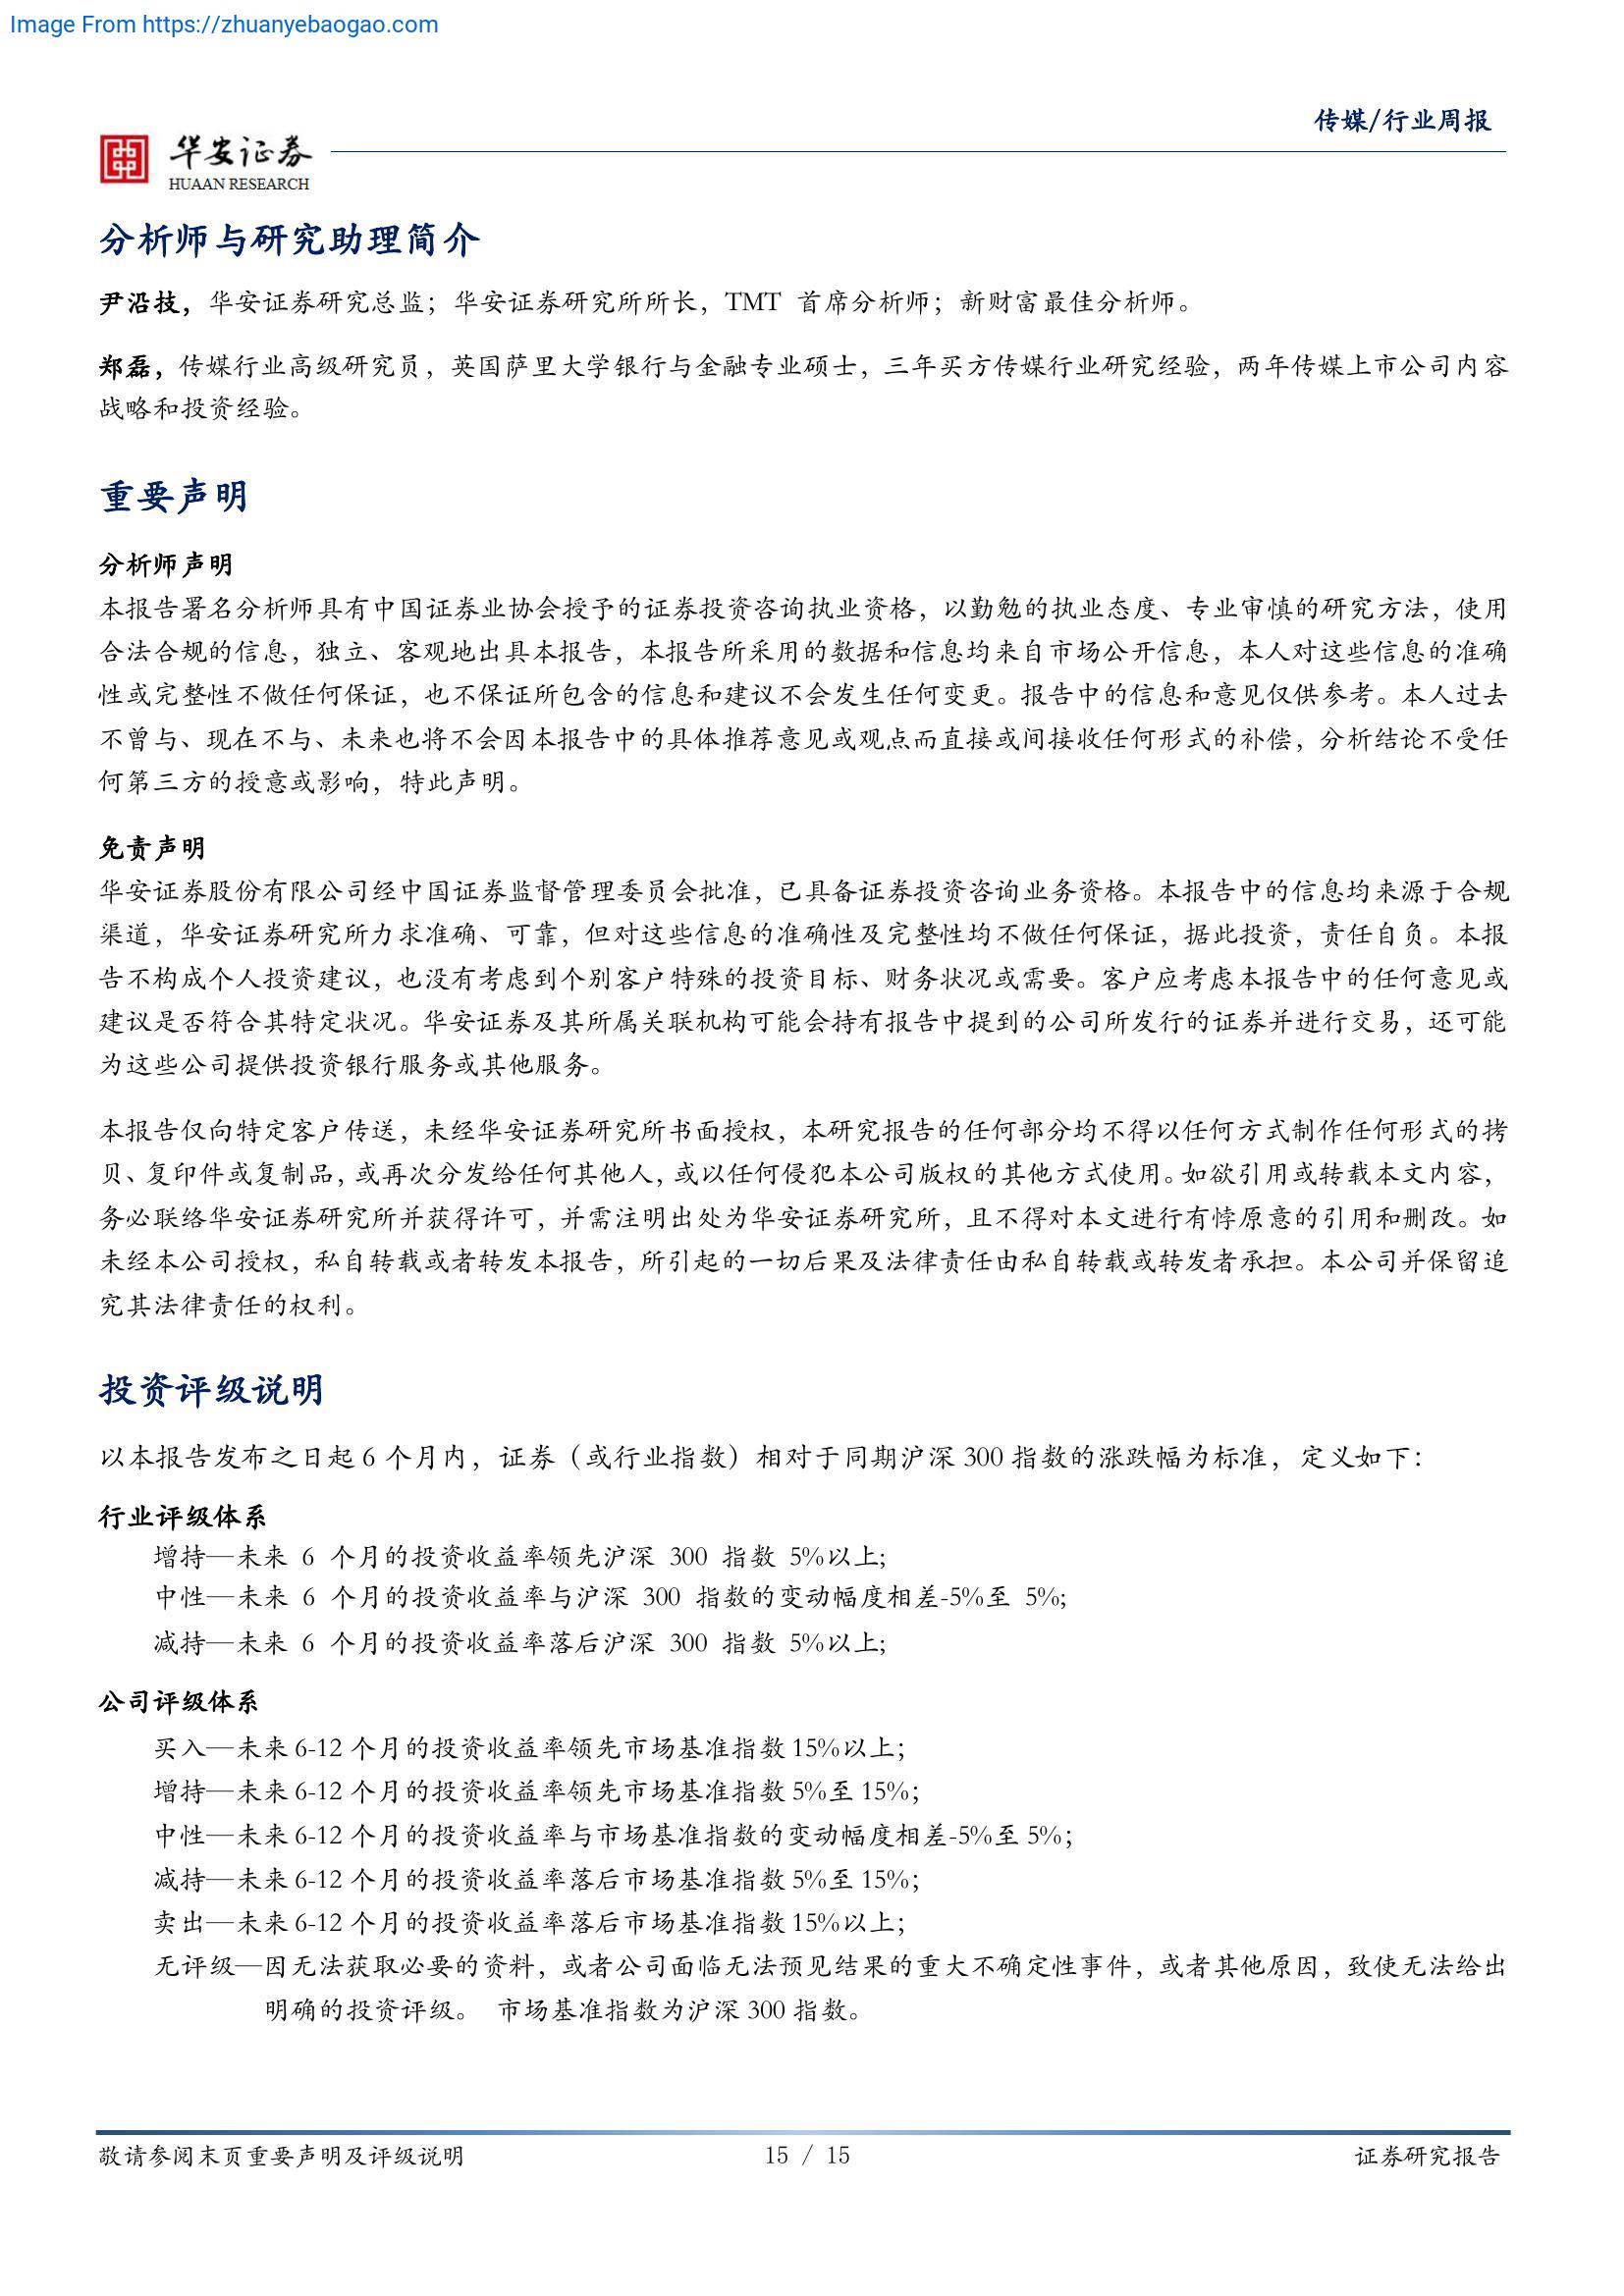 Image From https://zhuanyebaogao.com
传媒/行业周报
华安证券
HUAAN RESEARCH
分析师与研究助理简介
尹沿技，华安证券研究总监；华安证券研究所所长，TMT 首席分析师；新财富最佳分析师。
郑磊，传媒行业高级研究员，英国萨里大学银行与金融专业硕士，三年买方传媒行业研究经验，两年传媒上市公司内容
战略和投资经验。
重要声明
分析师声明
本报告署名分析师具有中国证券业协会授予的证券投资咨询执业资格，以勤勉的执业态度、专业审慎的研究方法，使用
合法合规的信息，独立、客观地出具本报告，本报告所采用的数据和信息均来自市场公开信息，本人对这些信息的准确
性或完整性不做任何保证，也不保证所包含的信息和建议不会发生任何变更。报告中的信息和意见仅供参考。本人过去
不曾与、现在不与、未来也将不会因本报告中的具体推荐意见或观点而直接或间接收任何形式的补偿，分析结论不受任
何第三方的授意或影响，特此声明。
免责声明
华安证券股份有限公司经中国证券监督管理委员会批准，已具备证券投资咨询业务资格。本报告中的信息均来源于合规
渠道，华安证券研究所力求准确、可靠，但对这些信息的准确性及完整性均不做任何保证，据此投资，责任自负。本报
告不构成个人投资建议，也没有考虑到个别客户特殊的投资目标、财务状况或需要。客户应考虑本报告中的任何意见或
建议是否符合其特定状况。华安证券及其所属关联机构可能会持有报告中提到的公司所发行的证券并进行交易，还可能
为这些公司提供投资银行服务或其他服务。
本报告仅向特定客户传送，未经华安证券研究所书面授权，本研究报告的任何部分均不得以任何方式制作任何形式的拷
贝、复印件或复制品，或再次分发给任何其他人，或以任何侵犯本公司版权的其他方式使用。如欲引用或转载本文内容，
务必联络华安证券研究所并获得许可，并需注明出处为华安证券研究所，且不得对本文进行有悖原意的引用和删改。如
未经本公司授权，私自转载或者转发本报告，所引起的一切后果及法律责任由私自转载或转发者承担。本公司并保留追
究其法律责任的权利。
投资评级说明
以本报告发布之日起 6 个月内，证券（或行业指数）相对于同期沪深 300 指数的涨跌幅为标准，定义如下：
行业评级体系
增持—未来 6 个月的投资收益率领先沪深 300 指数 5%以上;
中性—未来 6 个月的投资收益率与沪深 300 指数的变动幅度相差-5%至 5%;
减持—未来 6 个月的投资收益率落后沪深 300 指数 5%以上;
公司评级体系
买入—未来 6-12 个月的投资收益率领先市场基准指数 15%以上；
增持—未来 6-12 个月的投资收益率领先市场基准指数 5%至 15%；
中性—未来 6-12 个月的投资收益率与市场基准指数的变动幅度相差-5%至 5%；
减持—未来 6-12 个月的投资收益率落后市场基准指数 5%至 15%；
卖出—未来 6-12 个月的投资收益率落后市场基准指数 15%以上；
无评级—因无法获取必要的资料，或者公司面临无法预见结果的重大不确定性事件，或者其他原因，致使无法给出
明确的投资评级。 市场基准指数为沪深 300 指数。
敬请参阅末页重要声明及评级说明 15 / 15 证券研究报告